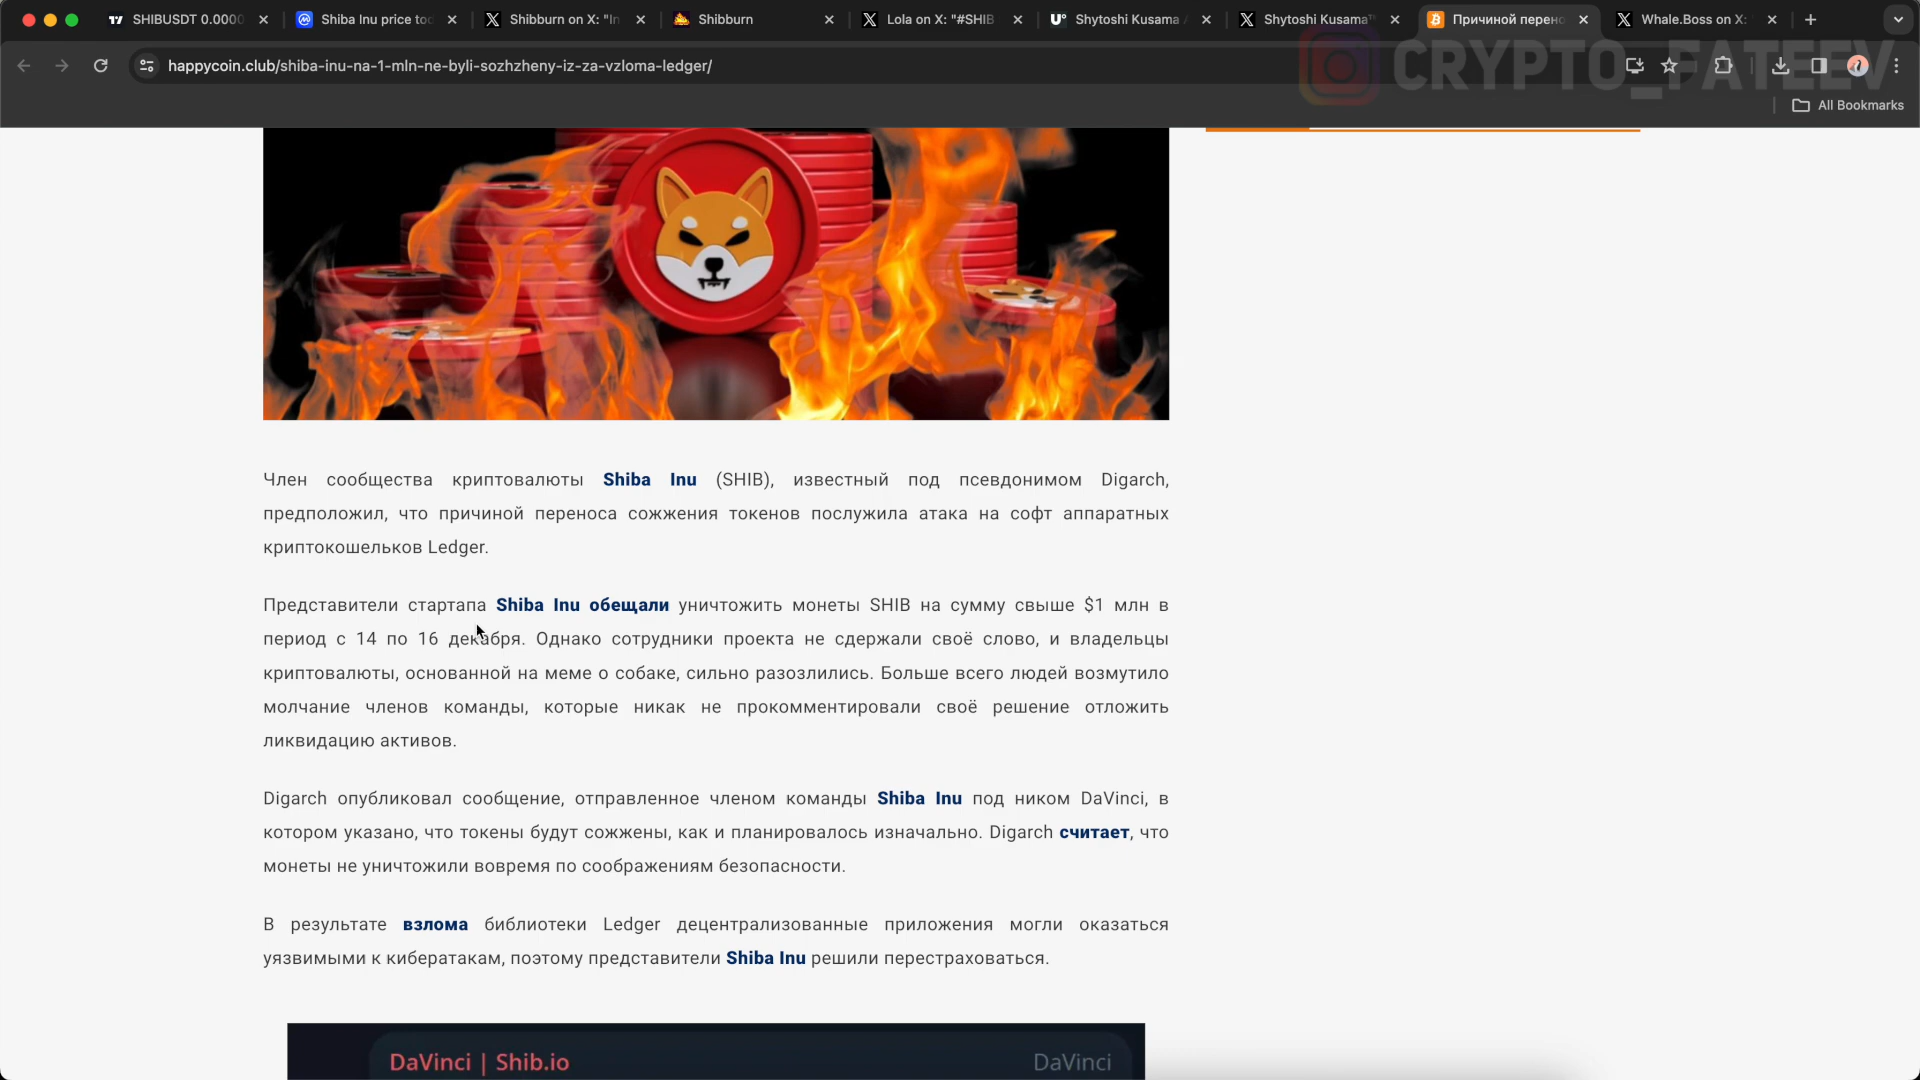 SHIBUSDT 0.0000
Shiba Inu price toc
Shibburn on X: "In
Shibburn
Lola on X: "#SHIB
Shytoshi Kusama
Shytoshi Kusama™
Причиной перено
Whale.Boss on X:
happycoin.club/shiba-inu-na-1-mln-ne-byli-sozhzheny-iz-za-vzloma-ledger/
CRYPTO_FATEEV
All Bookmarks
Член сообщества криптовалюты Shiba Inu (SHIB), известный под псевдонимом Digarch,
предположил, что причиной переноса сожжения токенов послужила атака на софт аппаратных
криптокошельков Ledger.
Представители стартапа Shiba Inu обещали уничтожить монеты SHIB на сумму свыше $1 млн в
период с 14 по 16 декабря. Однако сотрудники проекта не сдержали своё слово, и владельцы
криптовалюты, основанной на меме о собаке, сильно разозлились. Больше всего людей возмутило
молчание членов команды, которые никак не прокомментировали своё решение отложить
ликвидацию активов.
Digarch опубликовал сообщение, отправленное членом команды Shiba Inu под ником DaVinci, в
котором указано, что токены будут сожжены, как и планировалось изначально. Digarch считает, что
монеты не уничтожили вовремя по соображениям безопасности.
В результате взлома библиотеки Ledger децентрализованные приложения могли оказаться
уязвимыми к кибератакам, поэтому представители Shiba Inu решили перестраховаться.
DaVinci | Shib.io
DaVinci